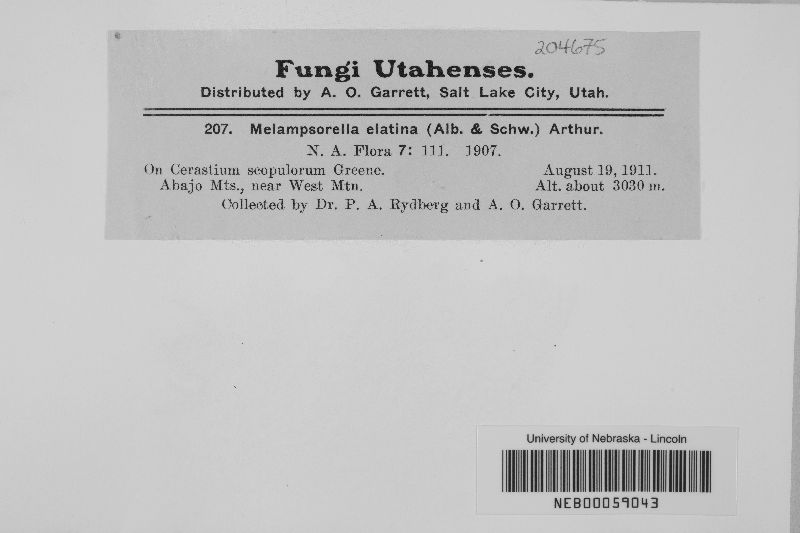 204675
Fungi Utahenses.
Distributed by A. O. Garrett, Salt Lake City, Utah.
207. Melampsorella elatina (Alb. & Schw.) Arthur.
N. A. Flora 7: 111. 1907.
On Cerastium scopulorum Greene. August 19, 1911.
Abajo Mts., near West Mtn. Alt. about 3030 m.
Collected by Dr. P. A. Rydberg and A. O. Garrett.
University of Nebraska - Lincoln
NEB00059043